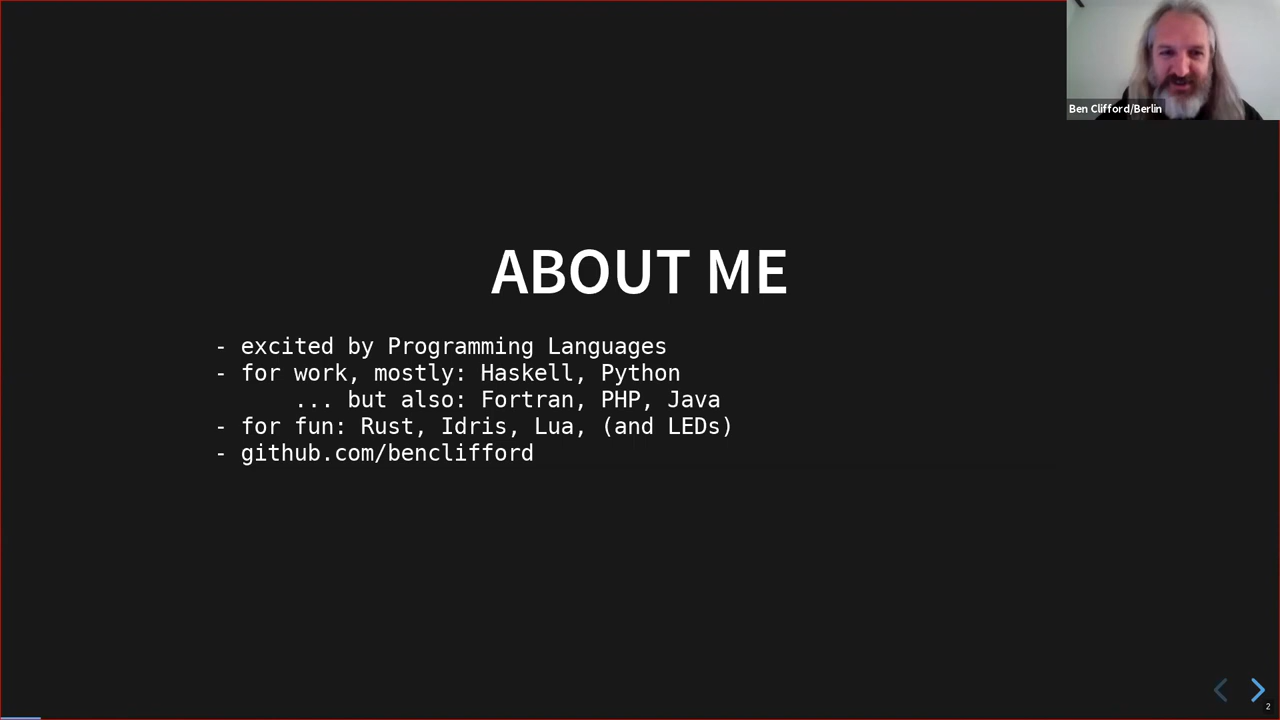 Ben Clifford/Berlin
ABOUT ME
- excited by Programming Languages
- for work, mostly: Haskell, Python
... but also: Fortran, PHP, Java
- for fun: Rust, Idris, Lua, (and LEDs)
- github.com/benclifford
2